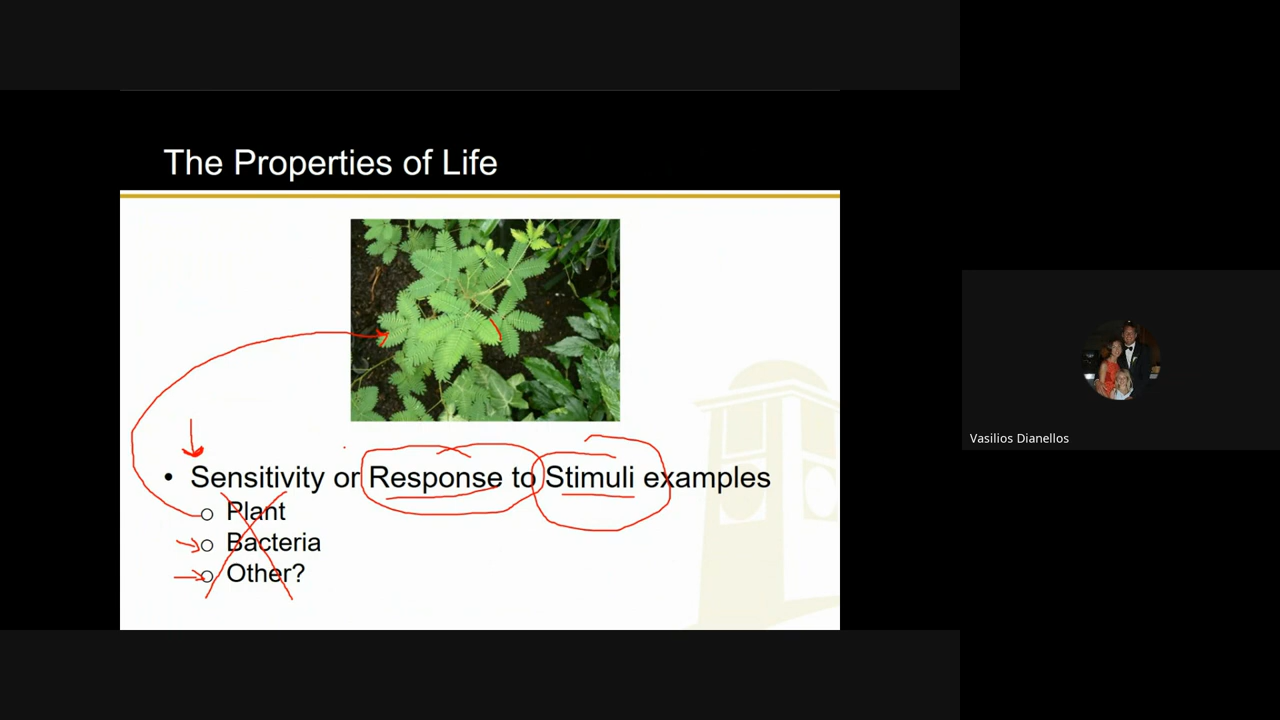 The Properties of Life
• Sensitivity or Response to Stimuli examples
o Plant
o Bacteria
o Other?
Vasilios Dianellos